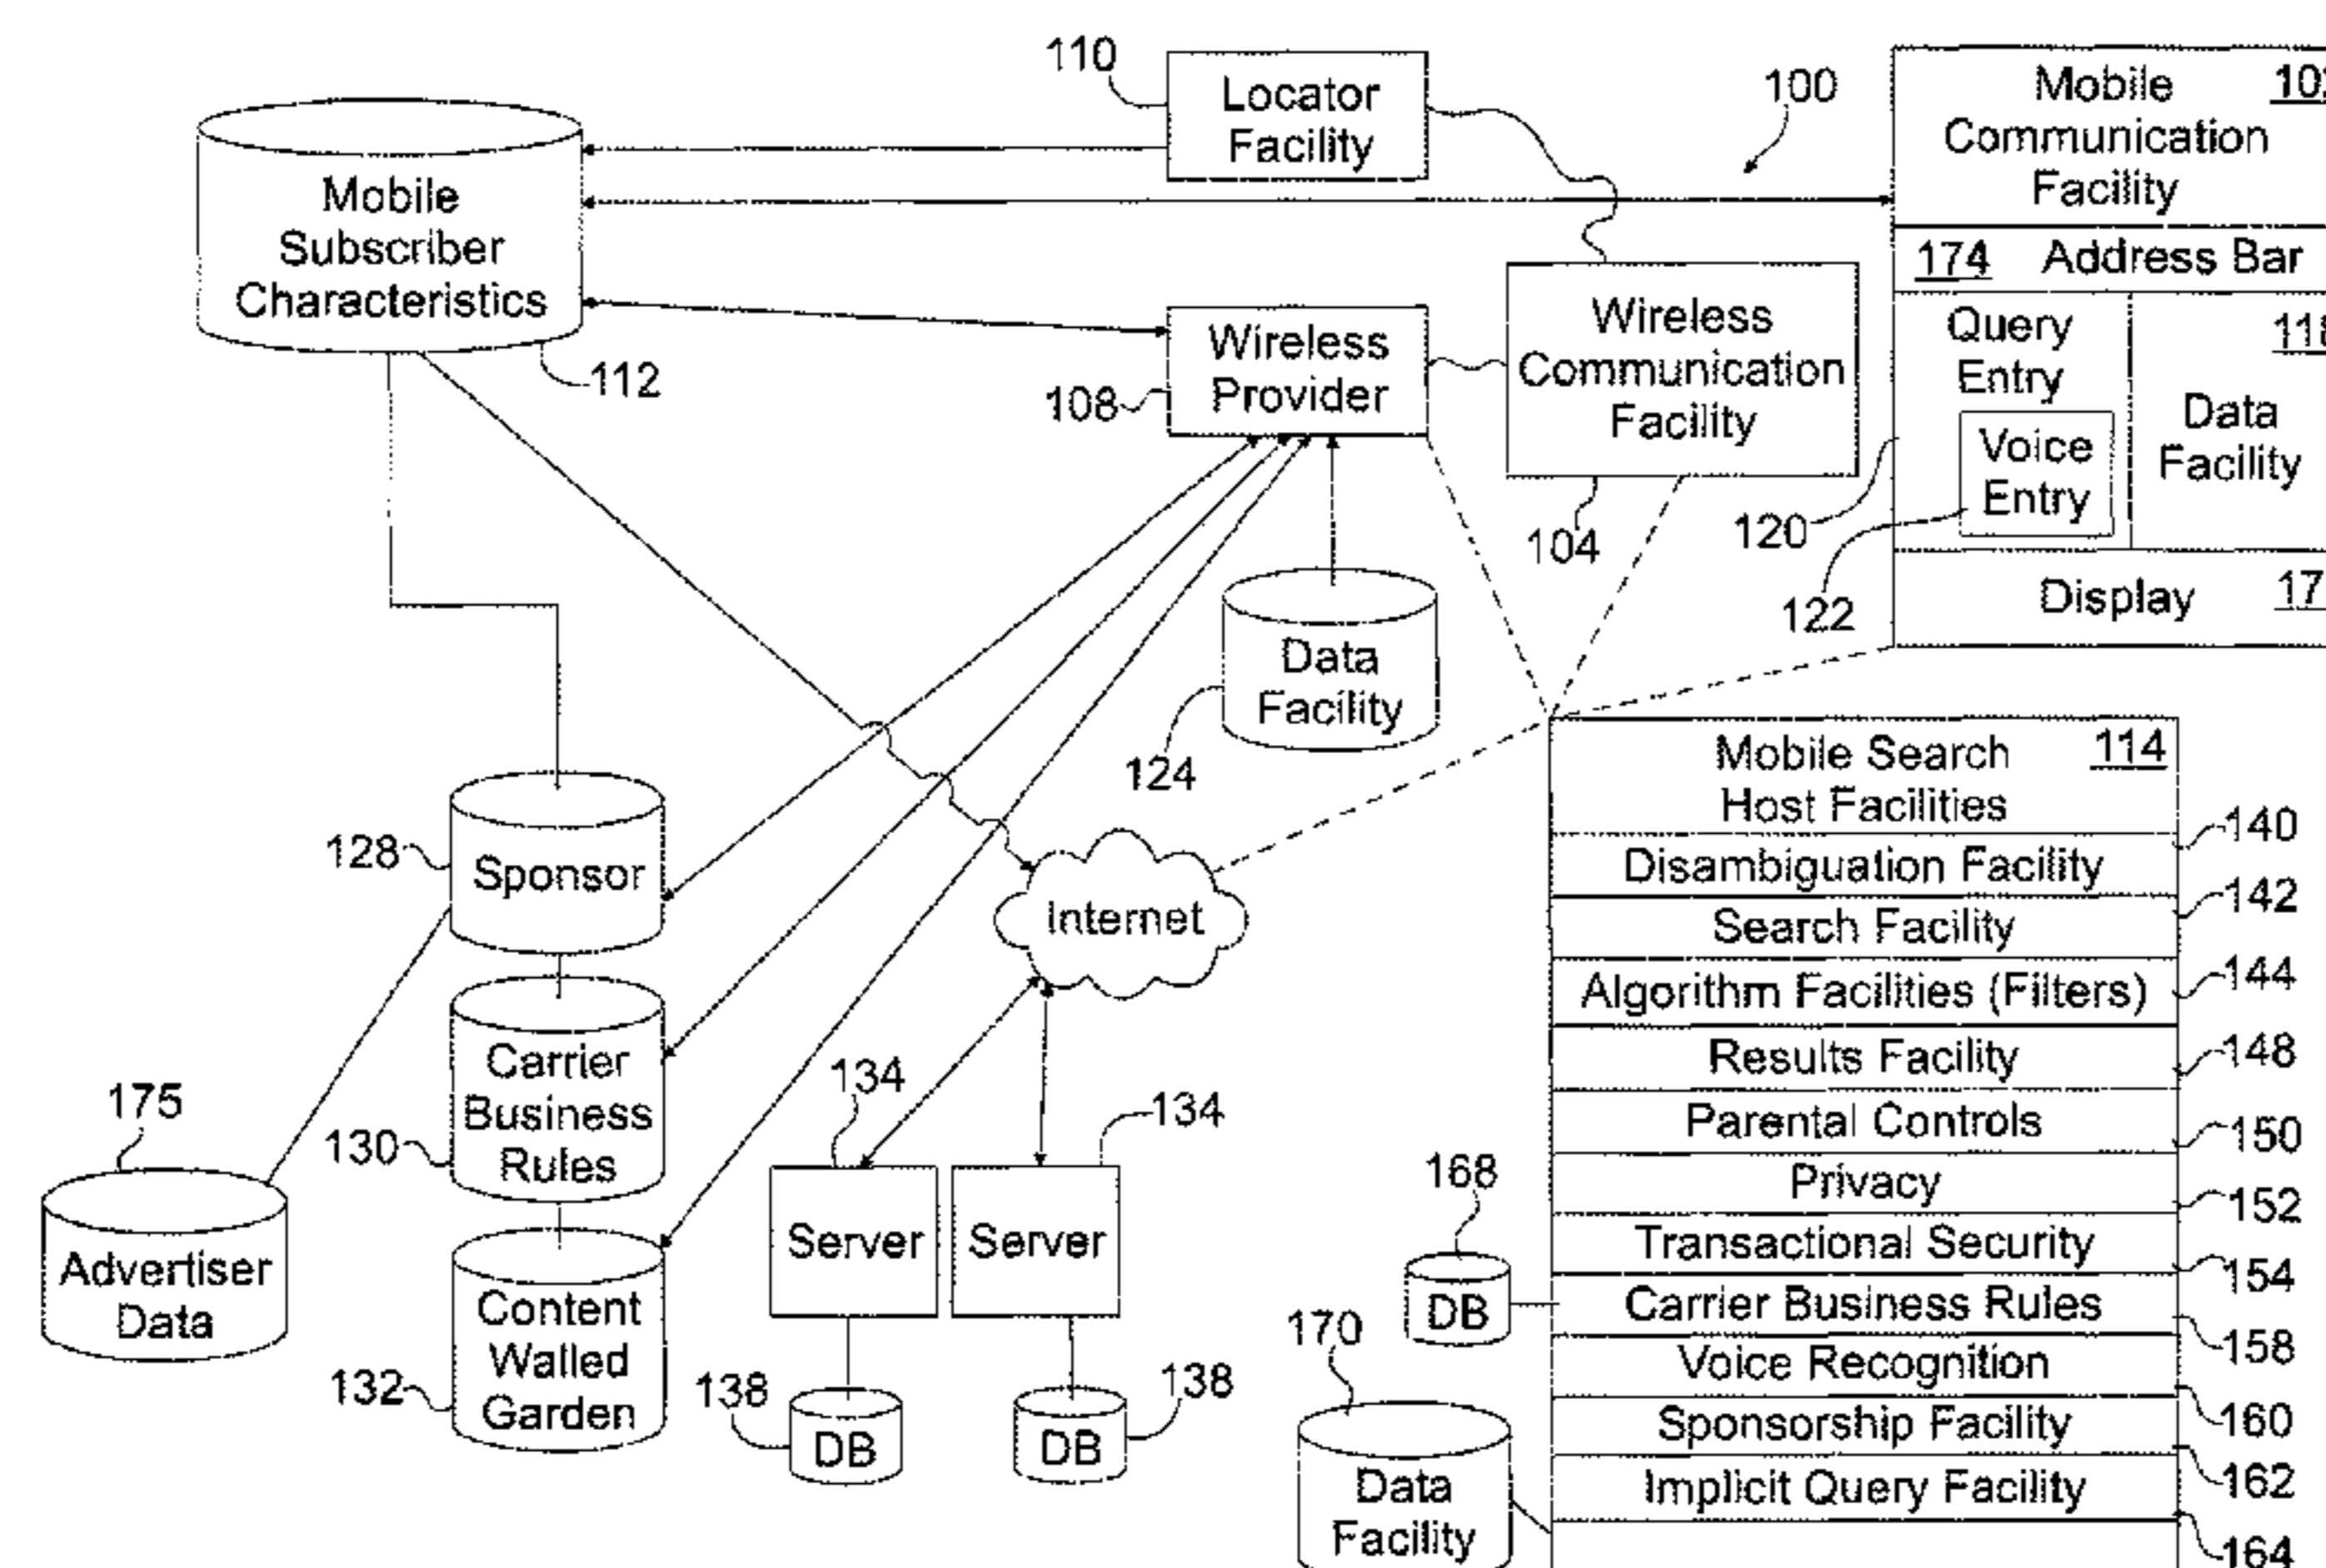 110
Locator
Facility
100
Mobile
Communication
Facility
174 Address Bar
Query
Entry
Voice
Entry
Data
Facility
Display
120
122
Mobile
Subscriber
Characteristics
112
Wireless
Provider
108
Wireless
Communication
Facility
104
Data
Facility
124
128
Sponsor
Internet
175
Advertiser
Data
130
Carrier
Business
Rules
132
Content
Walled
Garden
134
134
Server
Server
138
DB
DB
138
Mobile Search 114
Host Facilities
140
Disambiguation Facility
142
Search Facility
144
Algorithm Facilities (Filters)
148
Results Facility
150
Parental Controls
152
Privacy
154
Transactional Security
158
Carrier Business Rules
160
Voice Recognition
162
Sponsorship Facility
164
Implicit Query Facility
168
DB
170
Data
Facility